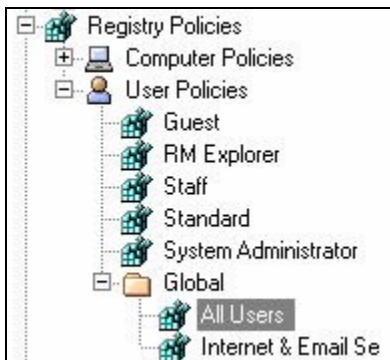 Registry Policies
Computer Policies
User Policies
Guest
RM Explorer
Staff
Standard
System Administrator
Global
All Users
Internet & Email Se